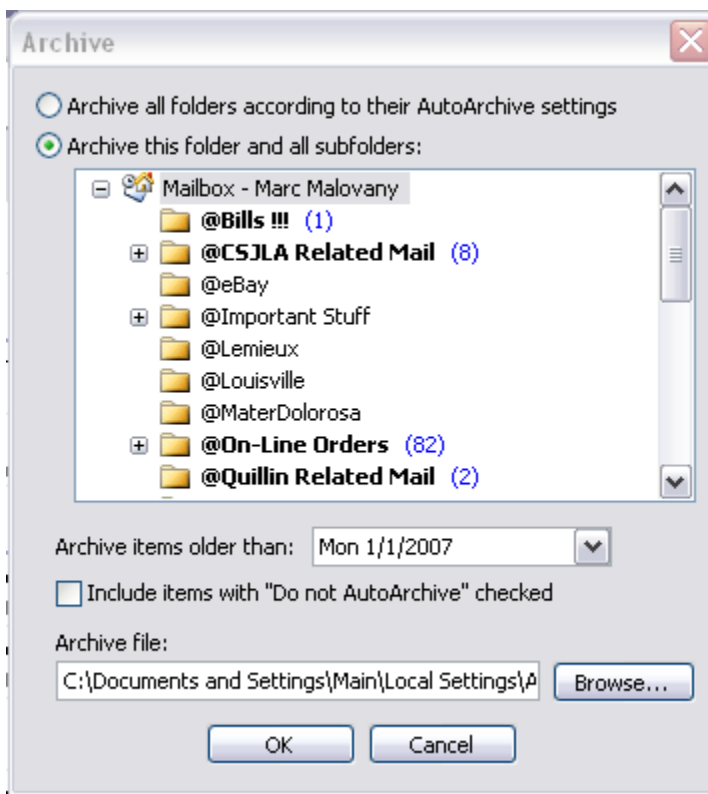 Archive
Archive all folders according to their AutoArchive settings
Archive this folder and all subfolders:
Mailbox - Marc Malovany
@Bills !!! (1)
@CSJLA Related Mail (8)
@eBay
@Important Stuff
@Lemieux
@Louisville
@MaterDolorosa
@On-Line Orders (82)
@Quillin Related Mail (2)
Archive items older than: Mon 1/1/2007
Include items with "Do not AutoArchive" checked
Archive file:
C:\Documents and Settings\Main\Local Settings\A Browse...
OK Cancel